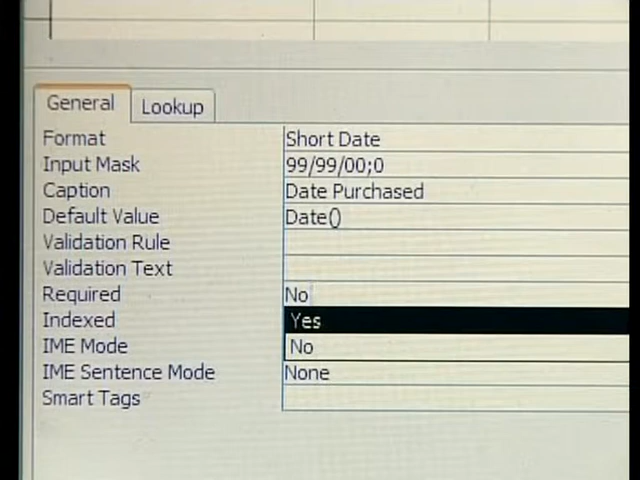 General Lookup
Format Short Date
Input Mask 99/99/00;0
Caption Date Purchased
Default Value Date()
Validation Rule
Validation Text
Required No
Indexed Yes
IME Mode No
IME Sentence Mode None
Smart Tags